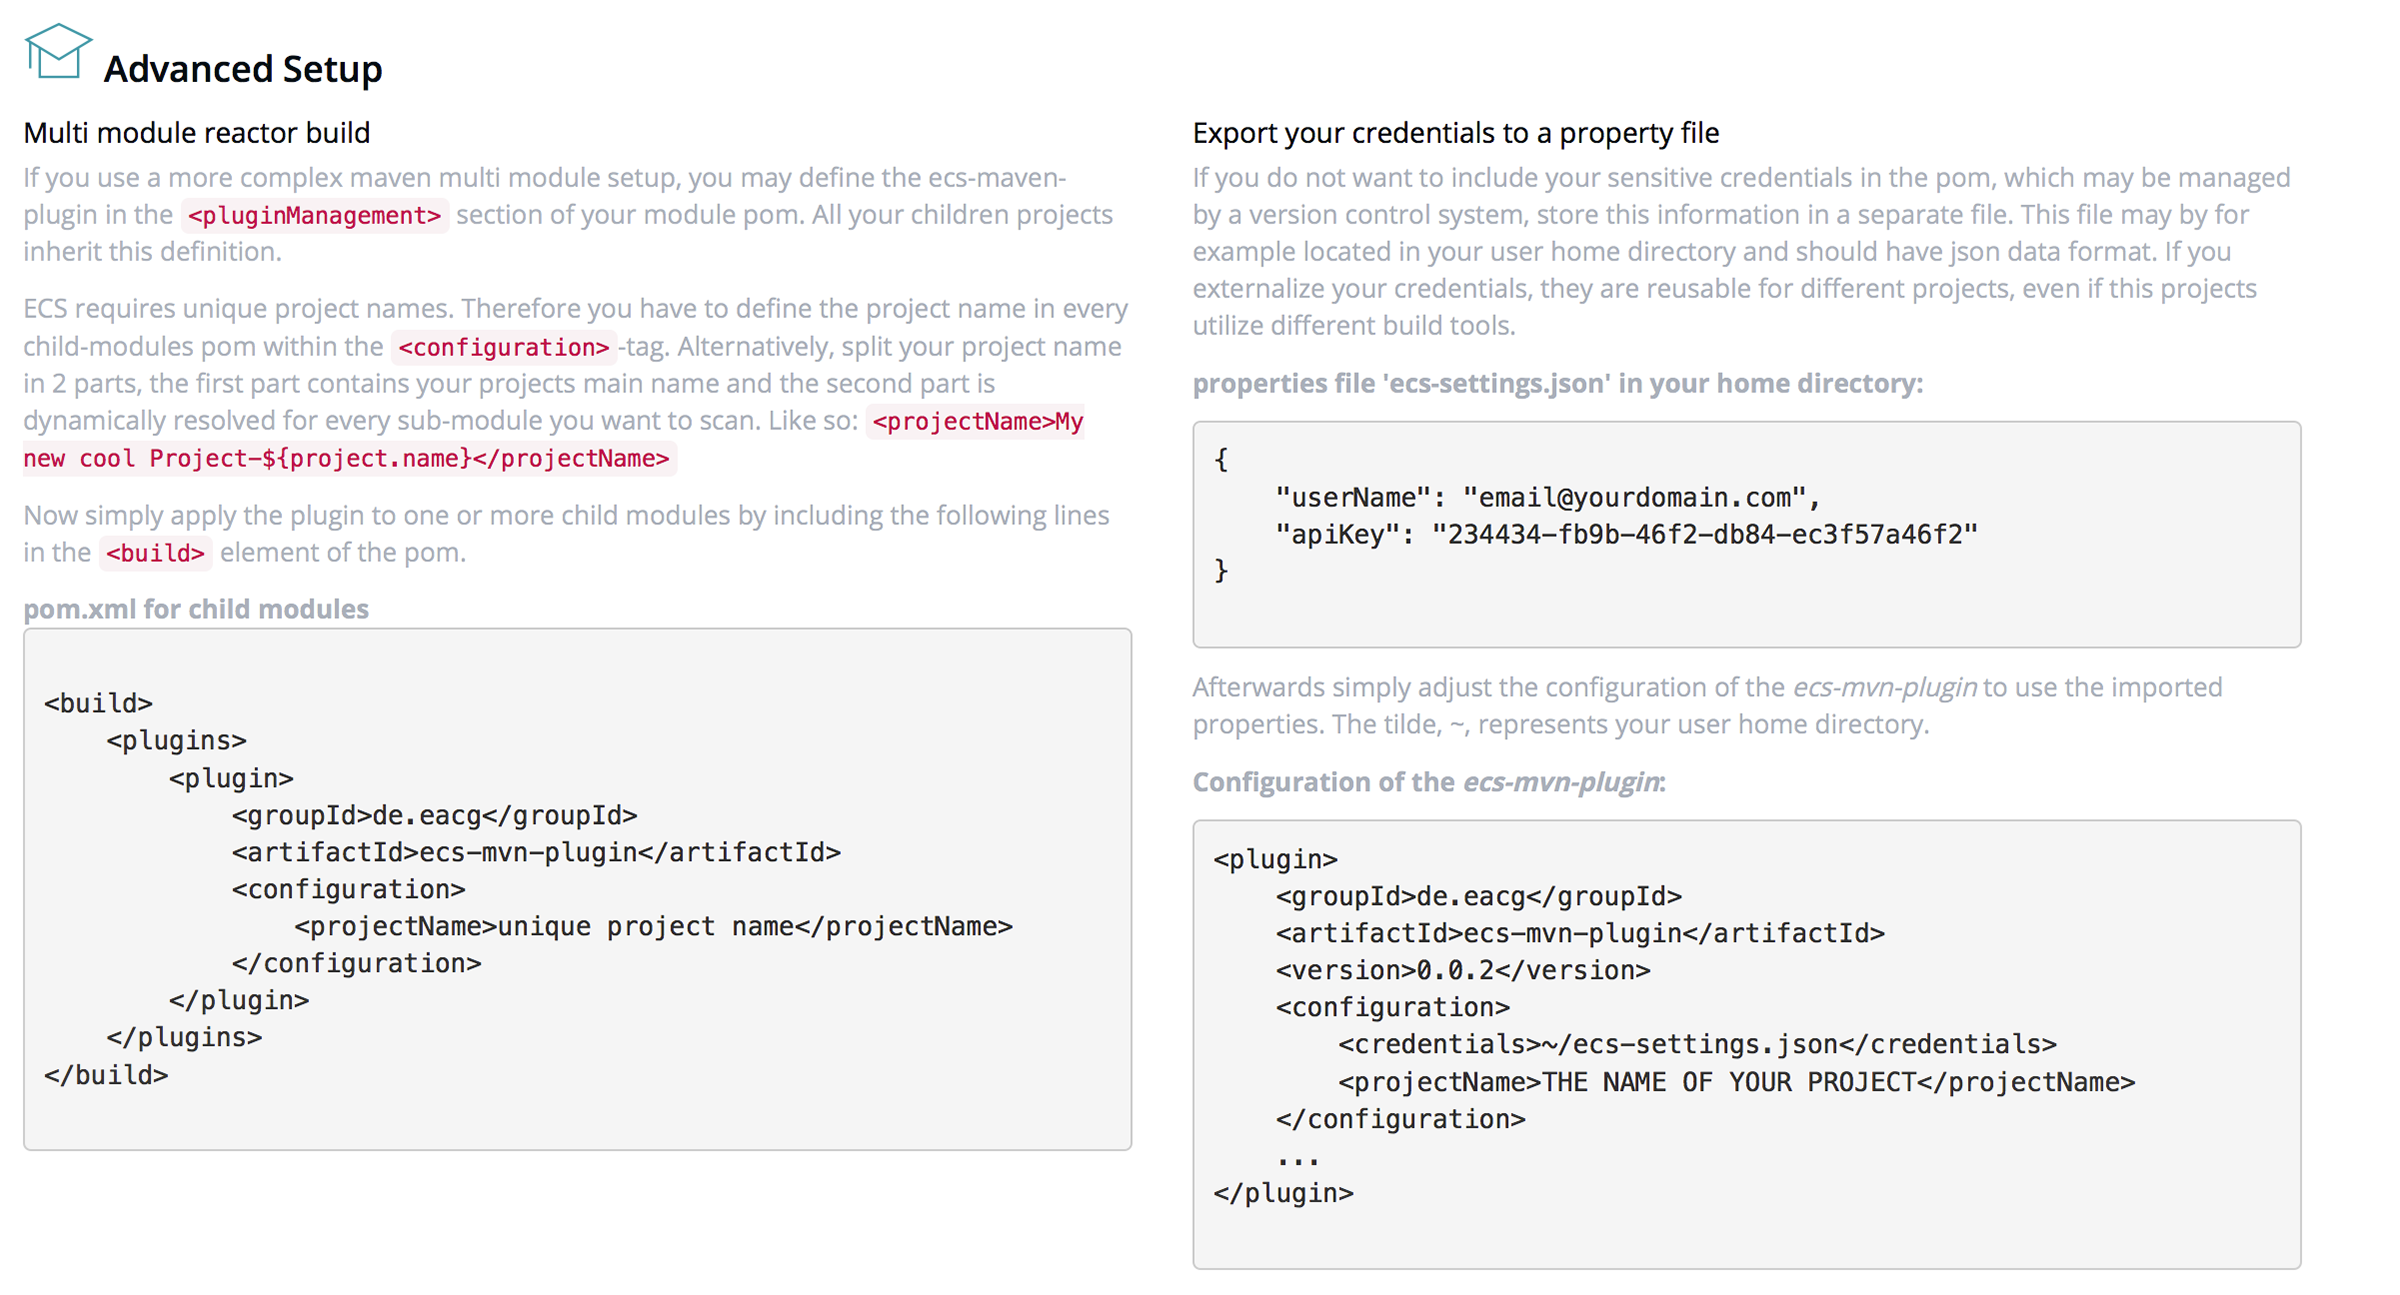 Advanced Setup
Multi module reactor build
If you use a more complex maven multi module setup, you may define the ecs-maven-
plugin in the <pluginManagement> section of your module pom. All your children projects
inherit this definition.
ECS requires unique project names. Therefore you have to define the project name in every
child-modules pom within the <configuration>-tag. Alternatively, split your project name
in 2 parts, the first part contains your projects main name and the second part is
dynamically resolved for every sub-module you want to scan. Like so: <projectName>My
new cool Project-${project.name}</projectName>
Now simply apply the plugin to one or more child modules by including the following lines
in the <build> element of the pom.
pom.xml for child modules
<build>
    <plugins>
        <plugin>
            <groupId>de.eacg</groupId>
            <artifactId>ecs-mvn-plugin</artifactId>
            <configuration>
                <projectName>unique project name</projectName>
            </configuration>
        </plugin>
    </plugins>
</build>
Export your credentials to a property file
If you do not want to include your sensitive credentials in the pom, which may be managed
by a version control system, store this information in a separate file. This file may by for
example located in your user home directory and should have json data format. If you
externalize your credentials, they are reusable for different projects, even if this projects
utilize different build tools.
properties file 'ecs-settings.json' in your home directory:
{
    "userName": "email@yourdomain.com",
    "apiKey": "234434-fb9b-46f2-db84-ec3f57a46f2"
}
Afterwards simply adjust the configuration of the ecs-mvn-plugin to use the imported
properties. The tilde, ~, represents your user home directory.
Configuration of the ecs-mvn-plugin:
<plugin>
    <groupId>de.eacg</groupId>
    <artifactId>ecs-mvn-plugin</artifactId>
    <version>0.0.2</version>
    <configuration>
        <credentials>~/ecs-settings.json</credentials>
        <projectName>THE NAME OF YOUR PROJECT</projectName>
    </configuration>
    ...
</plugin>